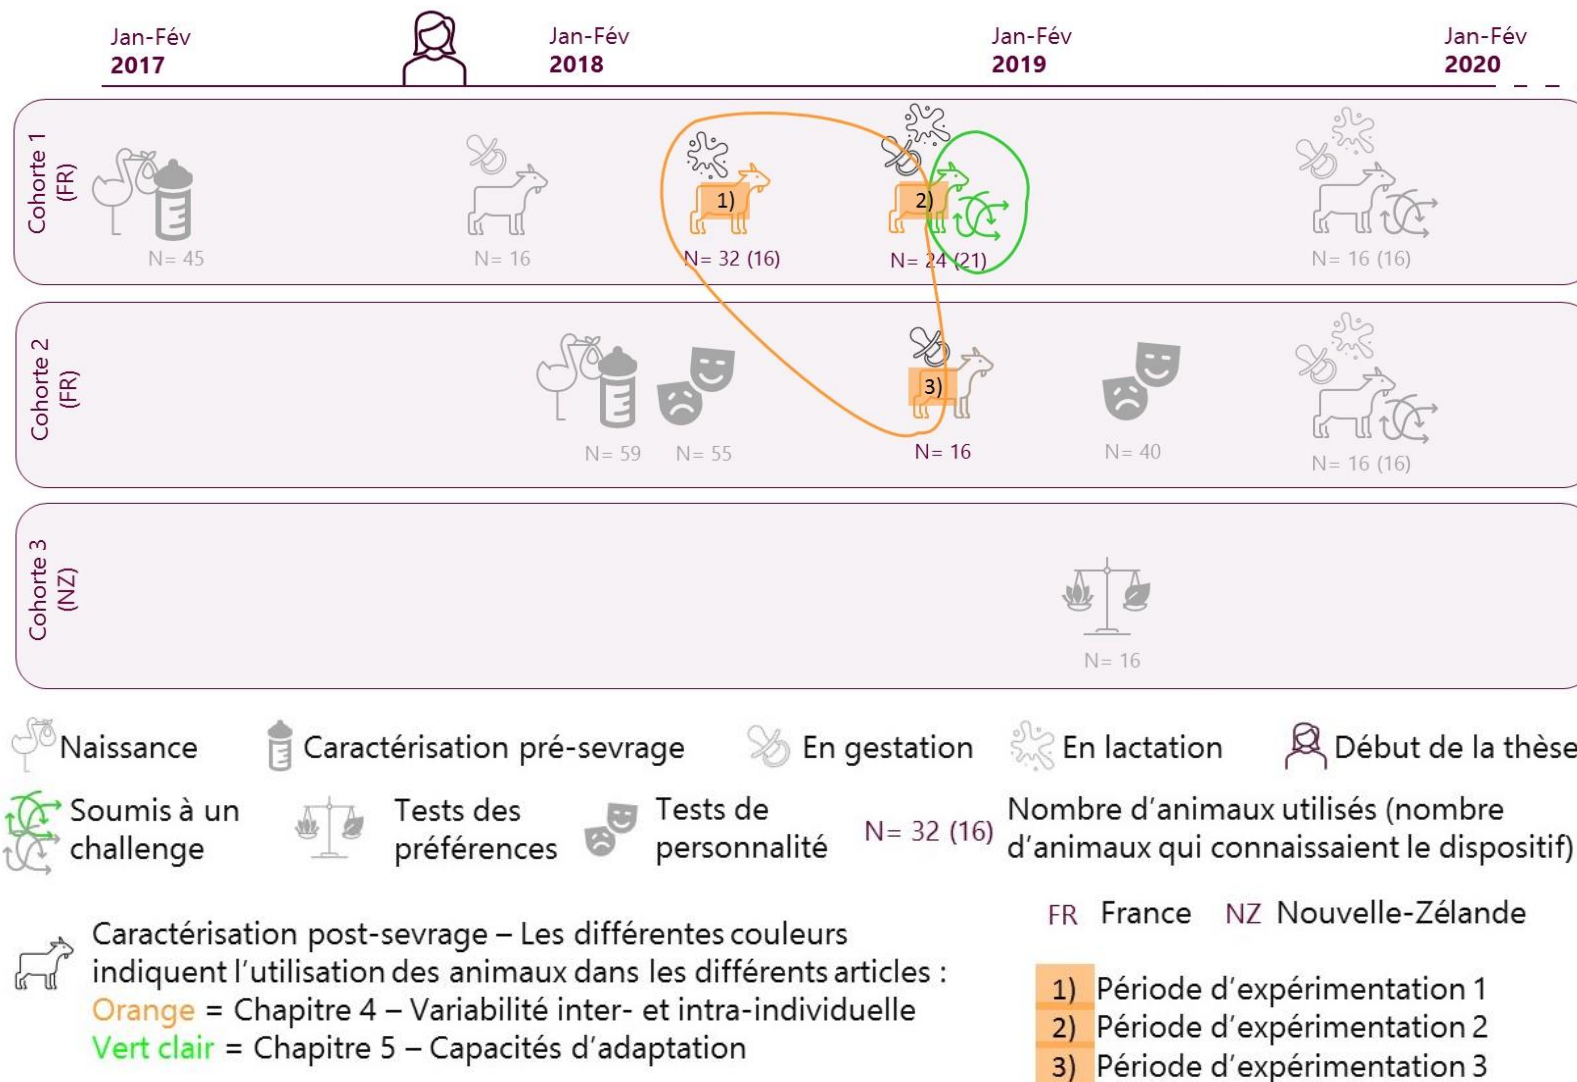 Jan-Fév
2017
Jan-Fév
2018
Jan-Fév
2019
Jan-Fév
2020
Cohorte 1
(FR)
N= 45
N= 16
1)
N= 32 (16)
2)
N= 24 (21)
N= 16 (16)
Cohorte 2
(FR)
N= 59
N= 55
3)
N= 16
N= 40
N= 16 (16)
Cohorte 3
(NZ)
N= 16
Naissance
Caractérisation pré-sevrage
En gestation
En lactation
Début de la thèse
Soumis à un
challenge
Tests des
préférences
Tests de
personnalité
N= 32 (16)
Nombre d'animaux utilisés (nombre
d'animaux qui connaissaient le dispositif)
FR France NZ Nouvelle-Zélande
Caractérisation post-sevrage – Les différentes couleurs
indiquent l'utilisation des animaux dans les différents articles :
Orange = Chapitre 4 – Variabilité inter- et intra-individuelle
Vert clair = Chapitre 5 – Capacités d'adaptation
1) Période d'expérimentation 1
2) Période d'expérimentation 2
3) Période d'expérimentation 3